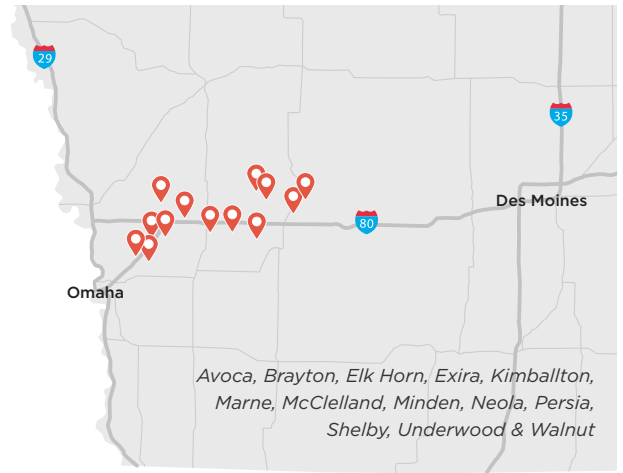 29
35
Des Moines
80
Omaha
Avoca, Brayton, Elk Horn, Exira, Kimballton,
Marne, McClelland, Minden, Neola, Persia,
Shelby, Underwood & Walnut